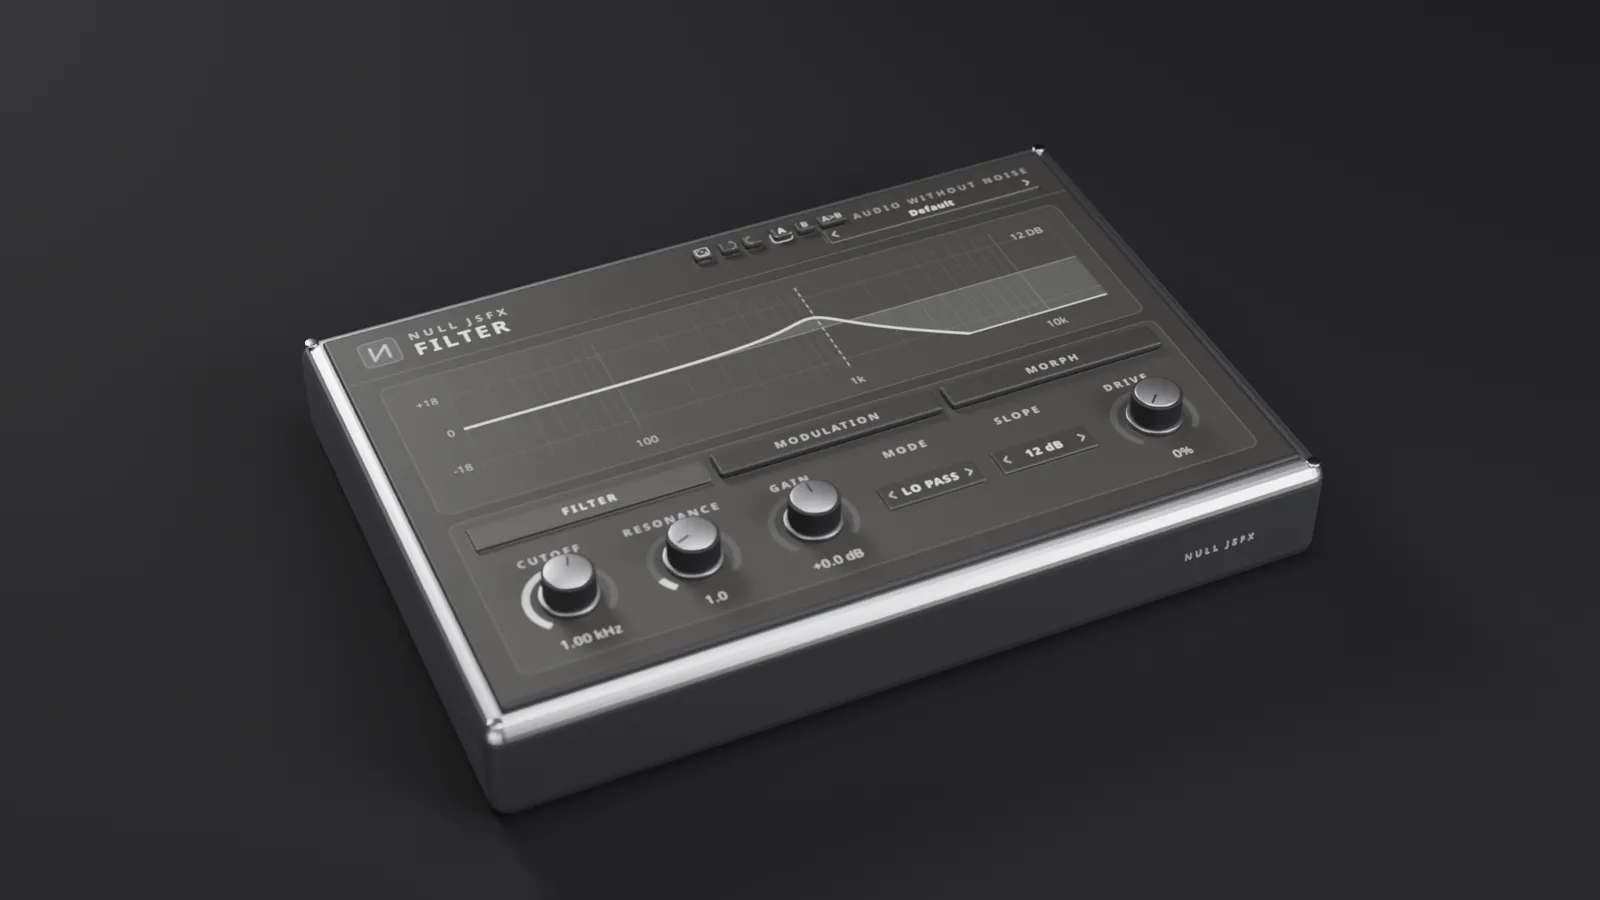 NULL JSFX
FILTER
A
B
A>B
AUDIO WITHOUT NOISE
<
Default
>
12 DB
+18
0
-18
100
1k
10k
FILTER
MODULATION
MORPH
CUTOFF
1.00 kHz
RESONANCE
1.0
GAIN
+0.0 dB
MODE
< LO PASS >
SLOPE
< 12 dB >
DRIVE
0%
NULL JSFX